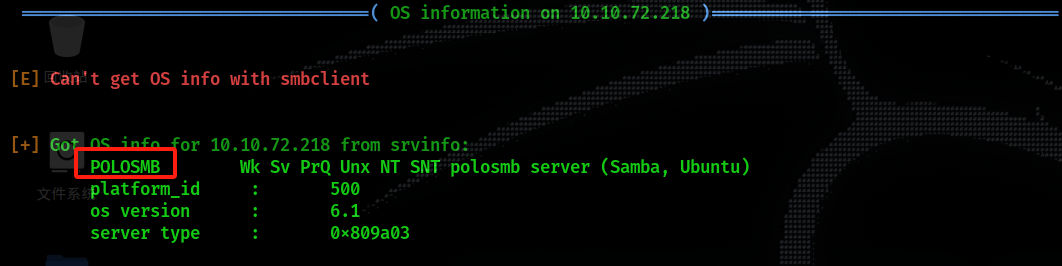 ( OS information on 10.10.72.218 )
[E] Can't get OS info with smbclient
[+] Got OS info for 10.10.72.218 from srvinfo:
POLOSMB Wk Sv PrQ Unx NT SNT polosmb server (Samba, Ubuntu)
platform_id : 500
文件系统
os version : 6.1
server type : 0×809a03